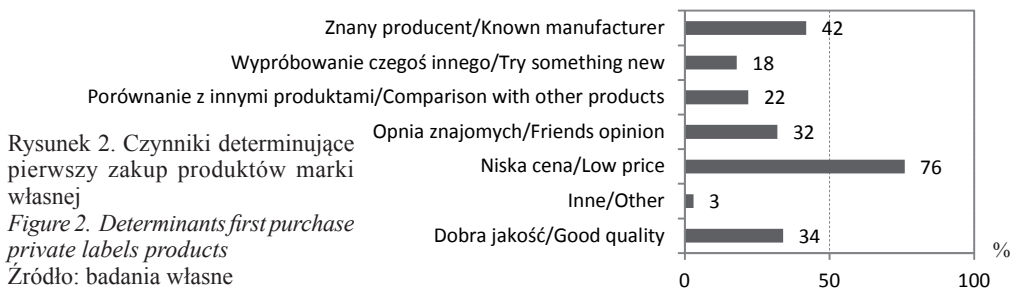 Znany producent/Known manufacturer
42
Wypróbowanie czegoś innego/Try something new
18
Porównanie z innymi produktami/Comparison with other products
22
Opnia znajomych/Friends opinion
32
Niska cena/Low price
76
Inne/Other
3
Dobra jakość/Good quality
34
%
0 50 100
Rysunek 2. Czynniki determinujące
pierwszy zakup produktów marki
własnej
Figure 2. Determinants first purchase
private labels products
Źródło: badania własne